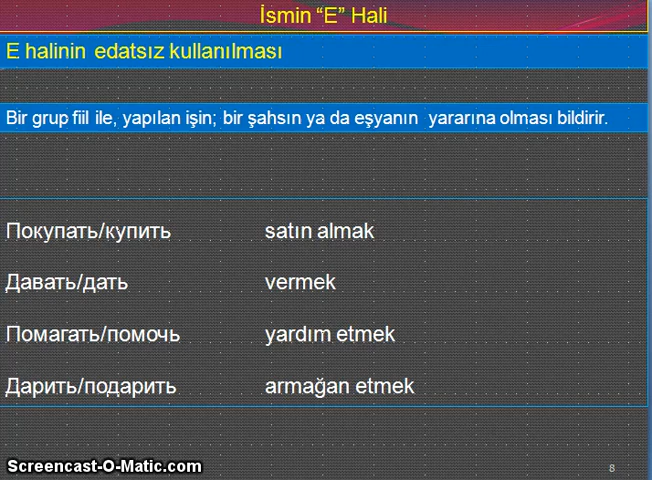 İsmin “E” Hali
E halinin edatsız kullanılması
Bir grup fiil ile, yapılan işin; bir şahsın ya da eşyanın yararına olması bildirir.
Покупать/купить satın almak
Давать/дать vermek
Помагать/помочь yardım etmek
Дарить/подарить armağan etmek
Screencast-O-Matic.com 8